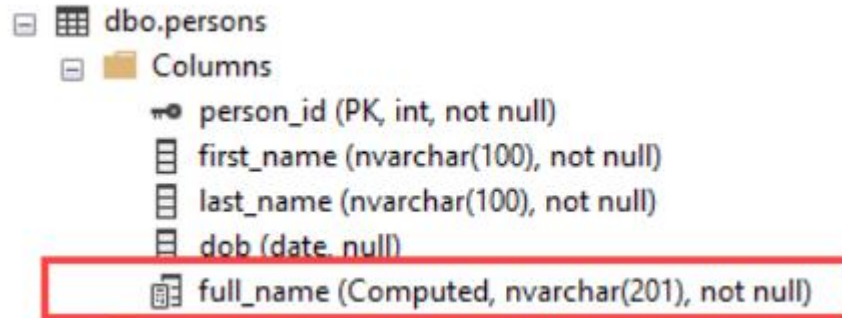 dbo.persons
Columns
person_id (PK, int, not null)
first_name (nvarchar(100), not null)
last_name (nvarchar(100), not null)
dob (date, null)
full_name (Computed, nvarchar(201), not null)